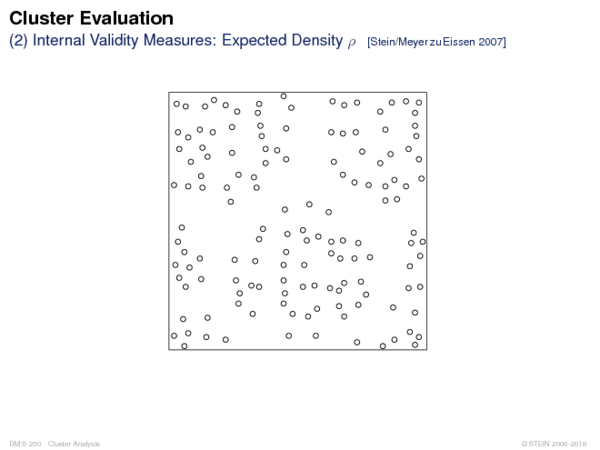 Cluster Evaluation
(2) Internal Validity Measures: Expected Density ρ [Stein/Meyer zu Eissen 2007]
DM:II-260 Cluster Analysis
© STEIN 2006-2018